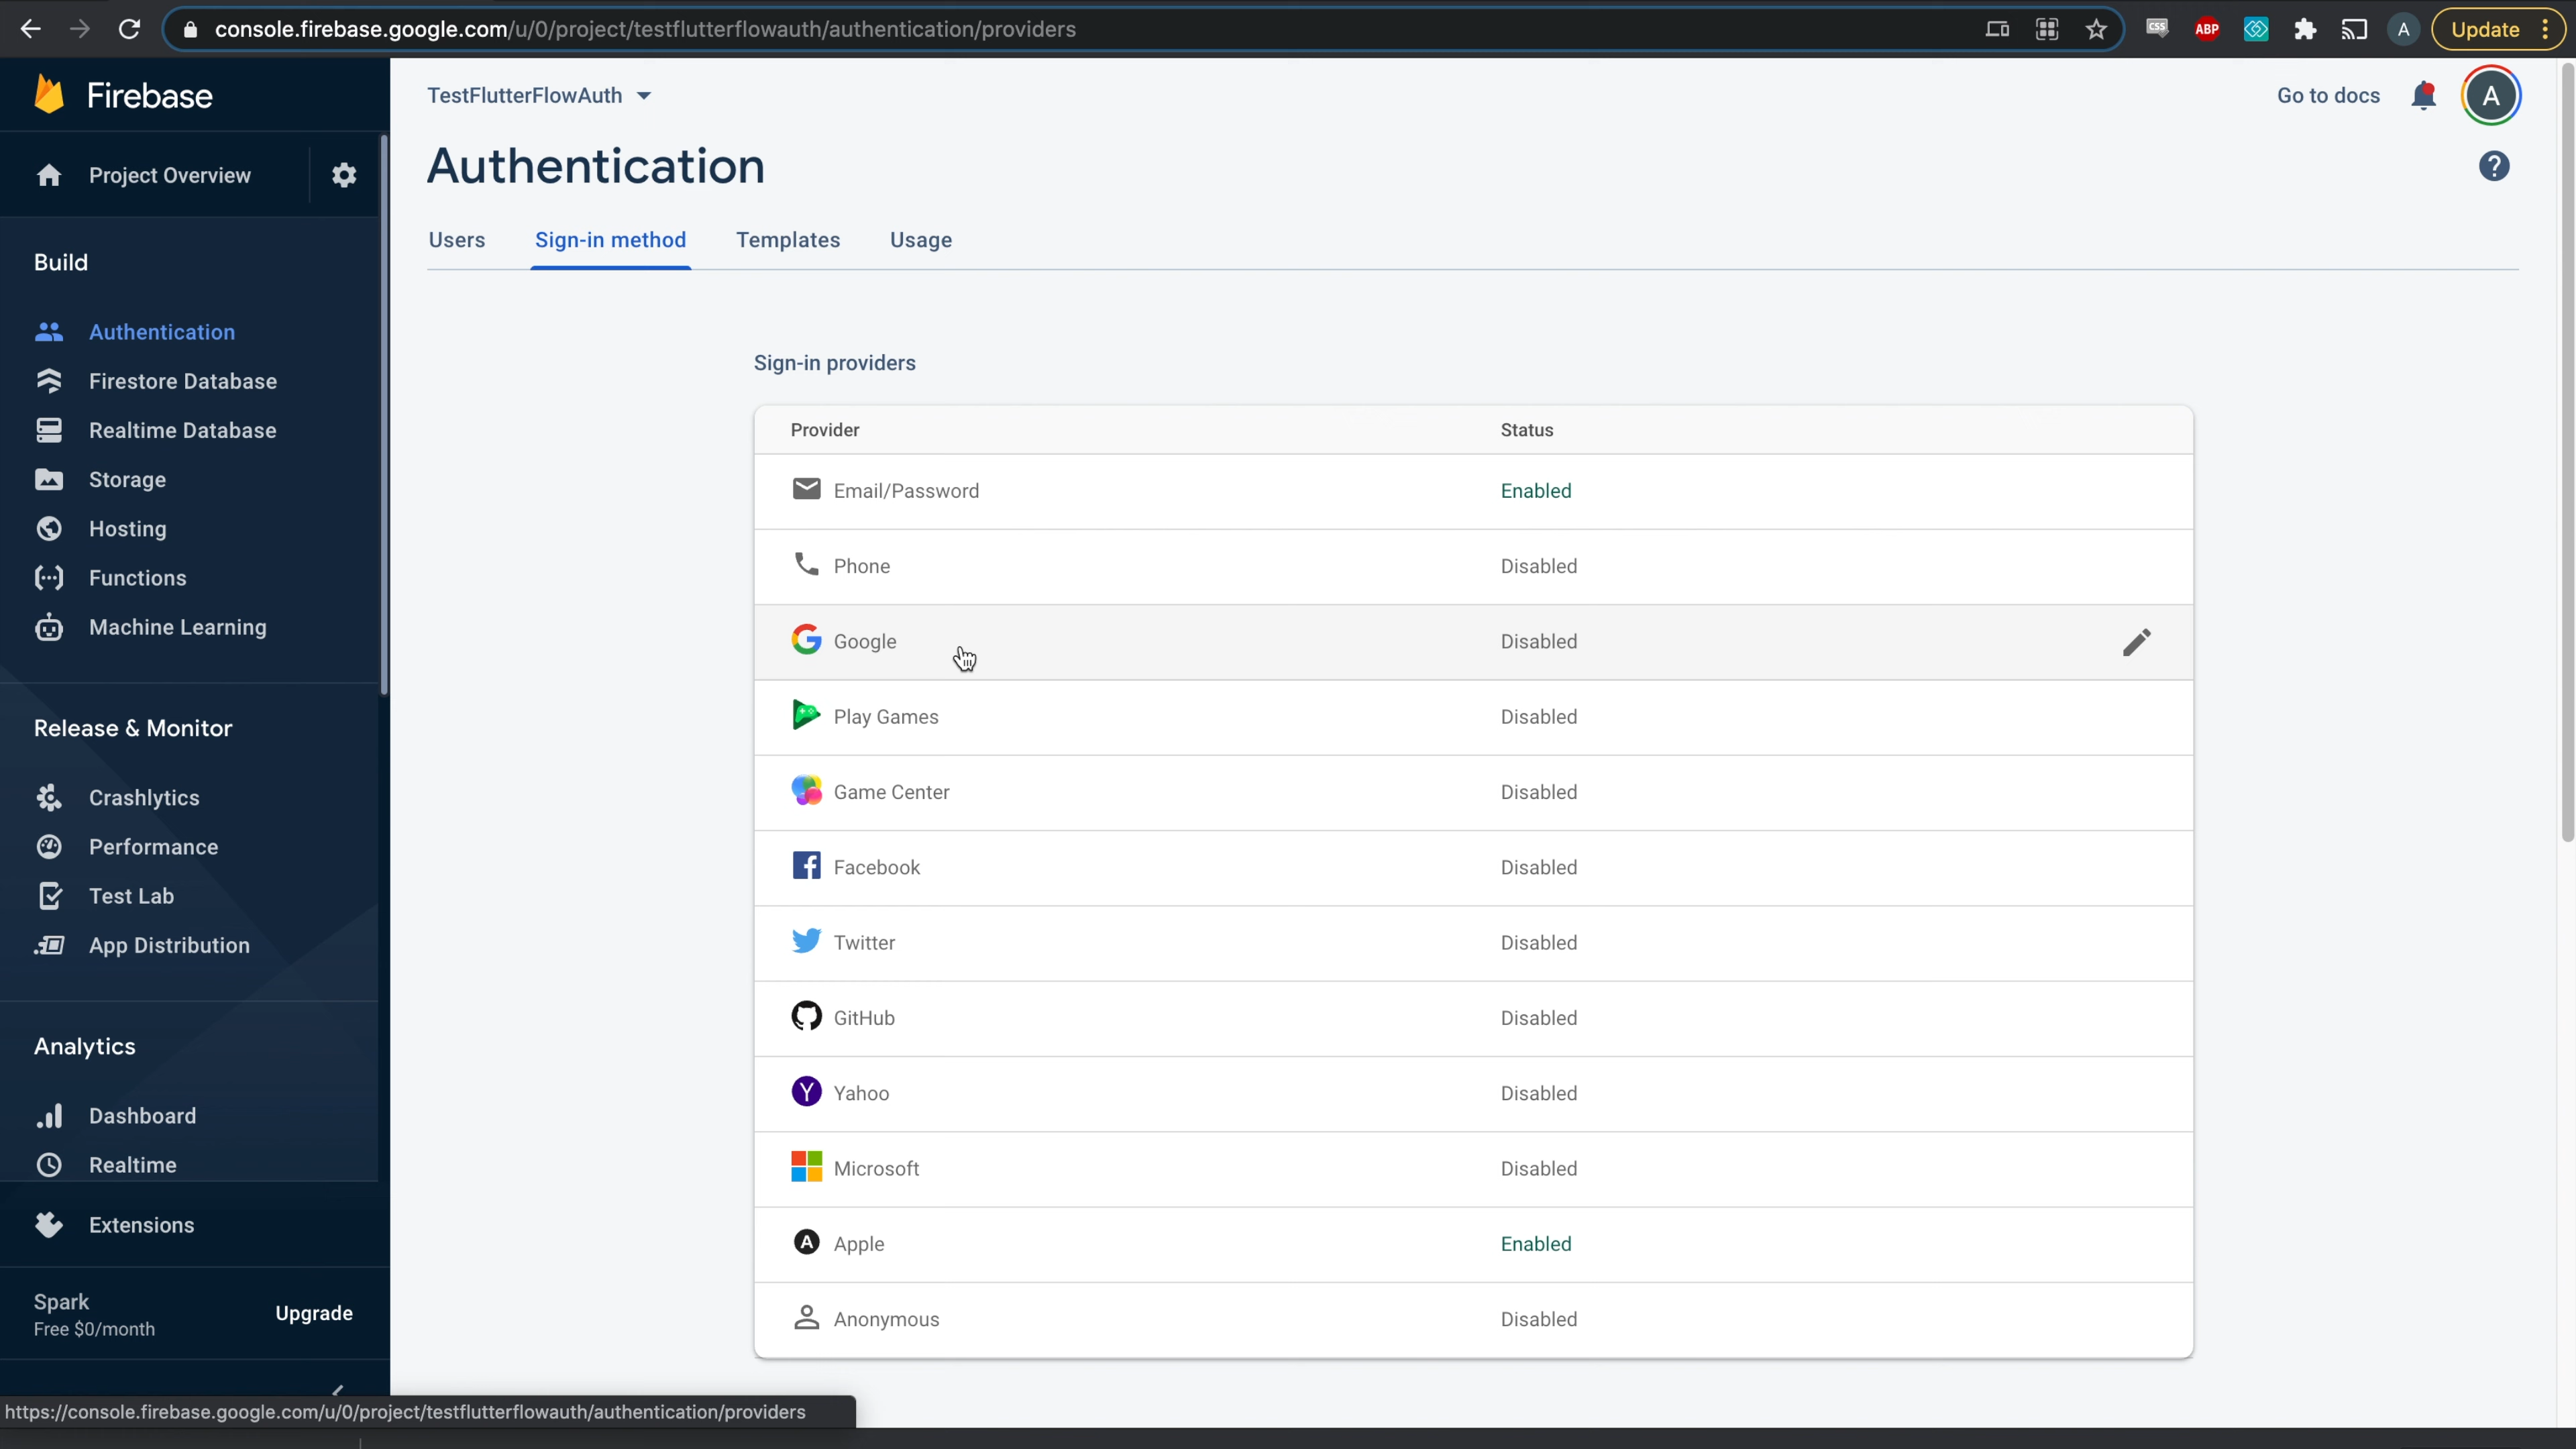 console.firebase.google.com/u/0/project/testflutterflowauth/authentication/providers
CSS
ABP
A
Update
Firebase
TestFlutterFlowAuth
Go to docs
A
Project Overview
Authentication
?
Users
Sign-in method
Templates
Usage
Build
Authentication
Firestore Database
Realtime Database
Storage
Hosting
Functions
Machine Learning
Release & Monitor
Crashlytics
Performance
Test Lab
App Distribution
Analytics
Dashboard
Realtime
Extensions
Spark
Free $0/month
Upgrade
Sign-in providers
Provider Status
Email/Password Enabled
Phone Disabled
Google Disabled
Play Games Disabled
Game Center Disabled
Facebook Disabled
Twitter Disabled
GitHub Disabled
Yahoo Disabled
Microsoft Disabled
A Apple Enabled
Anonymous Disabled
https://console.firebase.google.com/u/0/project/testflutterflowauth/authentication/providers